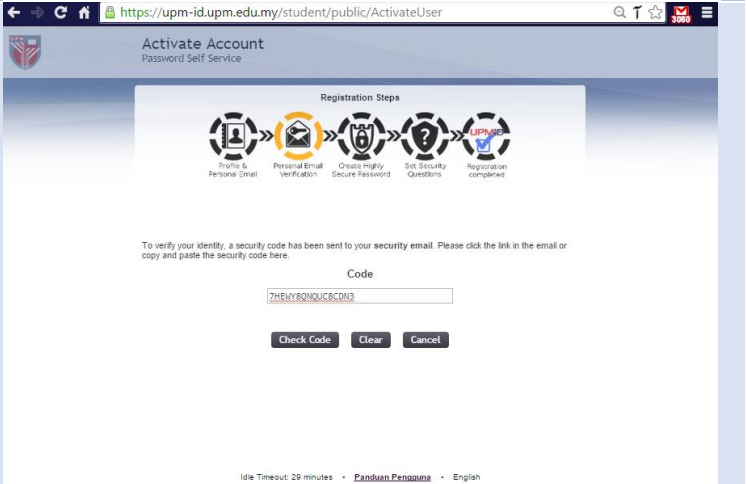 https://upm-id.upm.edu.my/student/public/ActivateUser
3060
Activate Account
Password Self Service
Registration Steps
UPMID
Profile & Personal Email
Personal Email Verification
Create Highly Secure Password
Set Security Questions
Registration completed
To verify your identity, a security code has been sent to your security email. Please click the link in the email or
copy and paste the security code here.
Code
7HEWY8QNQUC8CDN3
Check Code Clear Cancel
Idle Timeout: 29 minutes · Panduan Pengguna · English